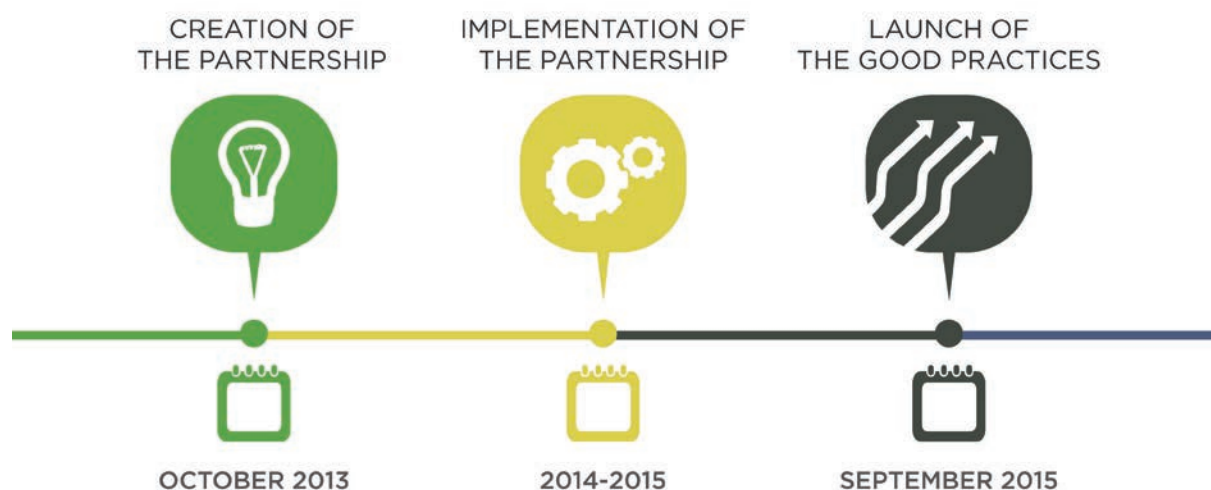 CREATION OF
THE PARTNERSHIP
IMPLEMENTATION OF
THE PARTNERSHIP
LAUNCH OF
THE GOOD PRACTICES
OCTOBER 2013
2014-2015
SEPTEMBER 2015